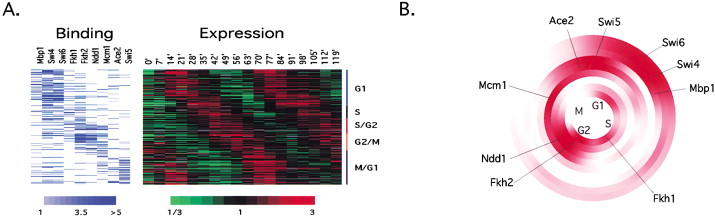 A.
Binding
Expression
Mbp1
Swi4
Swi6
Fkh1
Fkh2
Ndd1
Mcm1
Ace2
Swi5
0'
7'
14'
21'
28'
35'
42'
49'
56'
63'
70'
77'
84'
91'
98'
105'
112'
119'
G1
S
S/G2
G2/M
M/G1
1 3.5 >5
1/3 1 3
B.
Ace2
Swi5
Swi6
Swi4
Mbp1
Mcm1
G1
M
S
G2
Ndd1
Fkh2
Fkh1